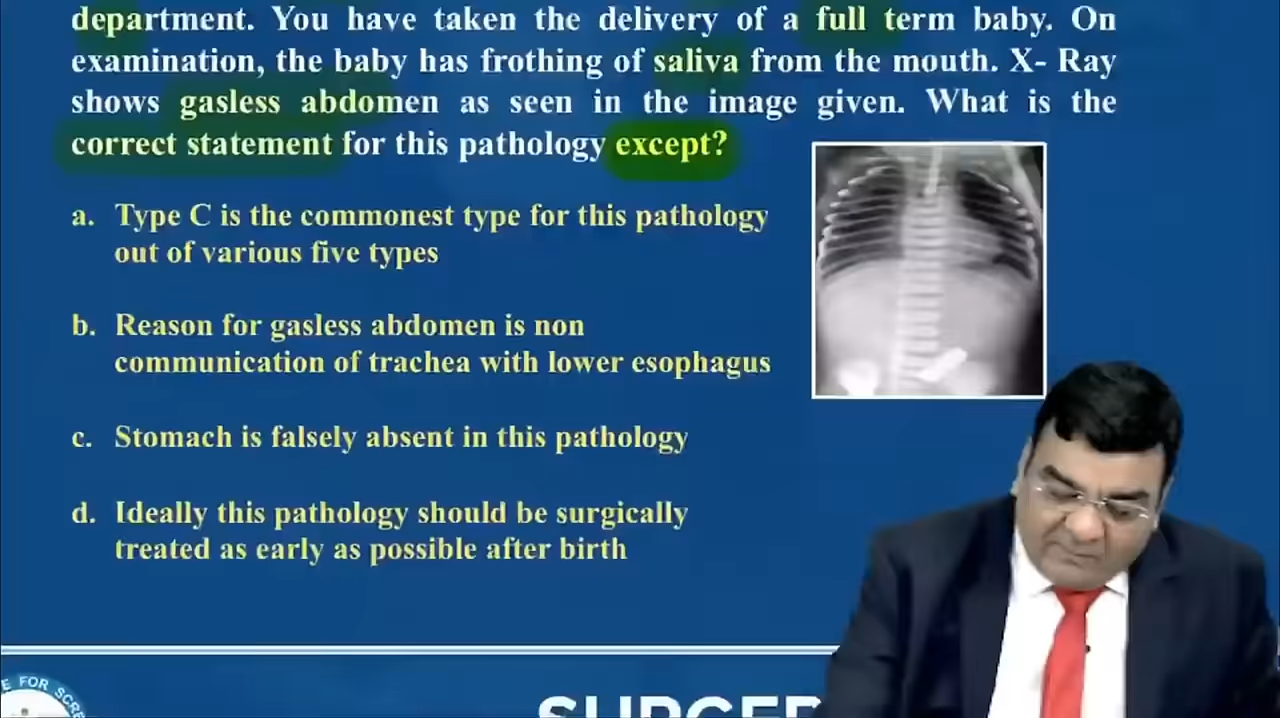 department. You have taken the delivery of a full term baby. On
examination, the baby has frothing of saliva from the mouth. X- Ray
shows gasless abdomen as seen in the image given. What is the
correct statement for this pathology except?
a. Type C is the commonest type for this pathology
out of various five types
b. Reason for gasless abdomen is non
communication of trachea with lower esophagus
c. Stomach is falsely absent in this pathology
d. Ideally this pathology should be surgically
treated as early as possible after birth
E FOR SCRE